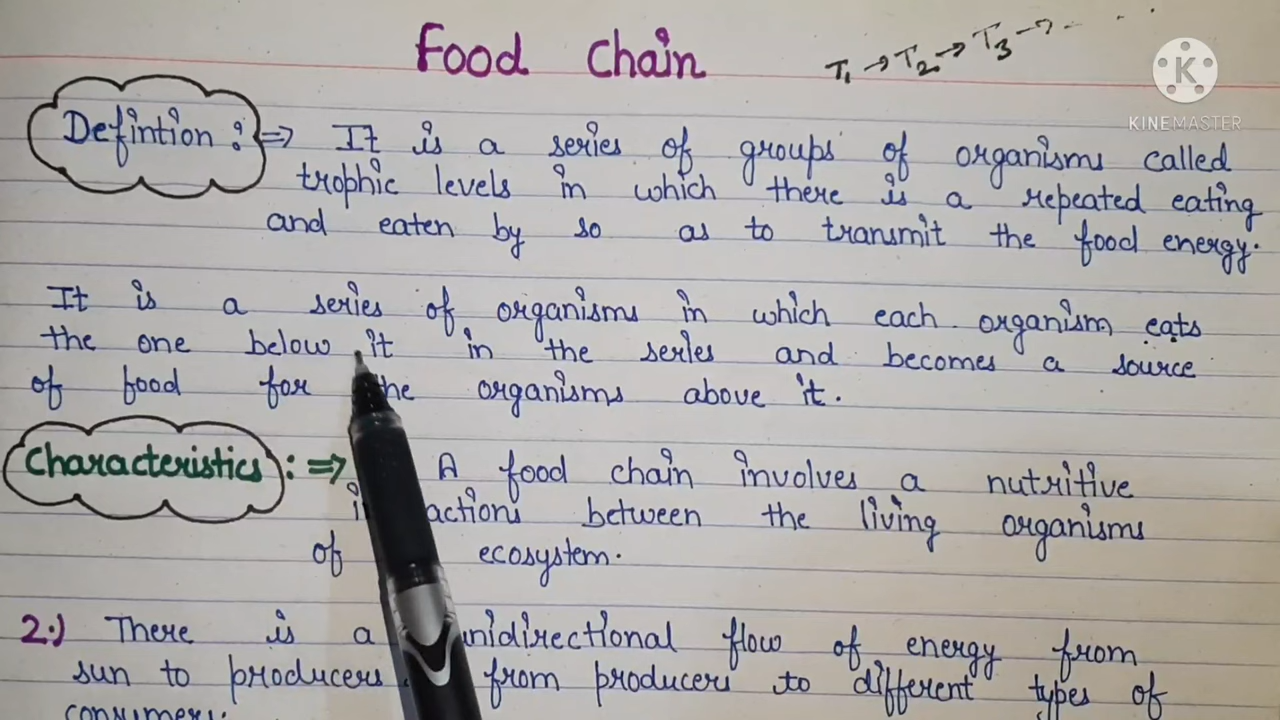 Food Chain
T1 → T2 → T3 → - - -
KINEMASTER
Defintion : ⇒ It is a series of groups of organisms called
trophic levels in which there is a repeated eating
and eaten by so as to transmit the food energy.
It is a series of organisms in which each organism eats
the one below it in the series and becomes a source
of food for the organisms above it.
Characteristics : ⇒ A food chain involves a nutritive
actions between the living organisms
of ecosystem.
2.) There is a unidirectional flow of energy from
sun to producers from producers to different types of
consumers.